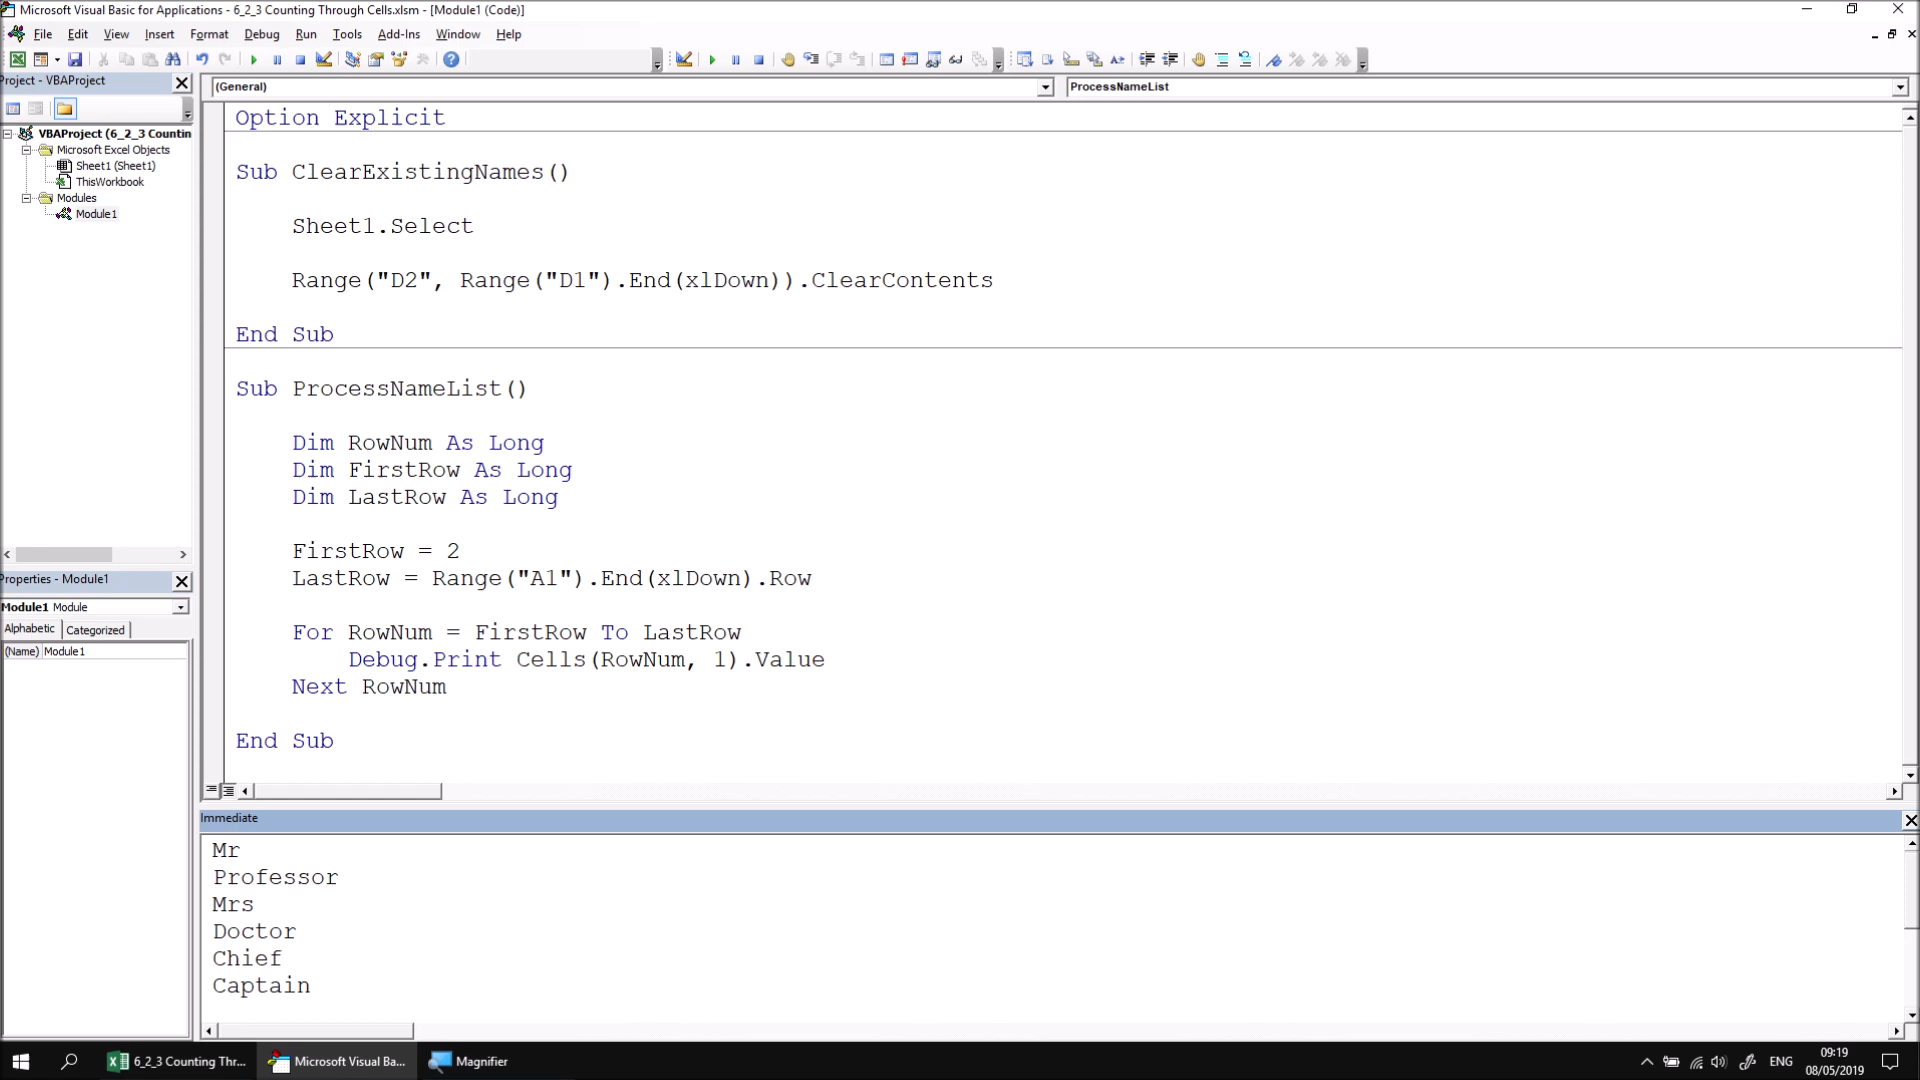 Microsoft Visual Basic for Applications - 6_2_3 Counting Through Cells.xlsm - [Module1 (Code)]
File Edit View Insert Format Debug Run Tools Add-Ins Window Help
Project - VBAProject
(General)
ProcessNameList
VBAProject (6_2_3 Countin
Microsoft Excel Objects
Sheet1 (Sheet1)
ThisWorkbook
Modules
Module1
Properties - Module1
Module1 Module
Alphabetic Categorized
(Name) Module1
Option Explicit
Sub ClearExistingNames()
Sheet1.Select
Range("D2", Range("D1").End(xlDown)).ClearContents
End Sub
Sub ProcessNameList()
Dim RowNum As Long
Dim FirstRow As Long
Dim LastRow As Long
FirstRow = 2
LastRow = Range("A1").End(xlDown).Row
For RowNum = FirstRow To LastRow
Debug.Print Cells(RowNum, 1).Value
Next RowNum
End Sub
Immediate
Mr
Professor
Mrs
Doctor
Chief
Captain
6_2_3 Counting Thr...
Microsoft Visual Ba...
Magnifier
ENG
09:19
08/05/2019